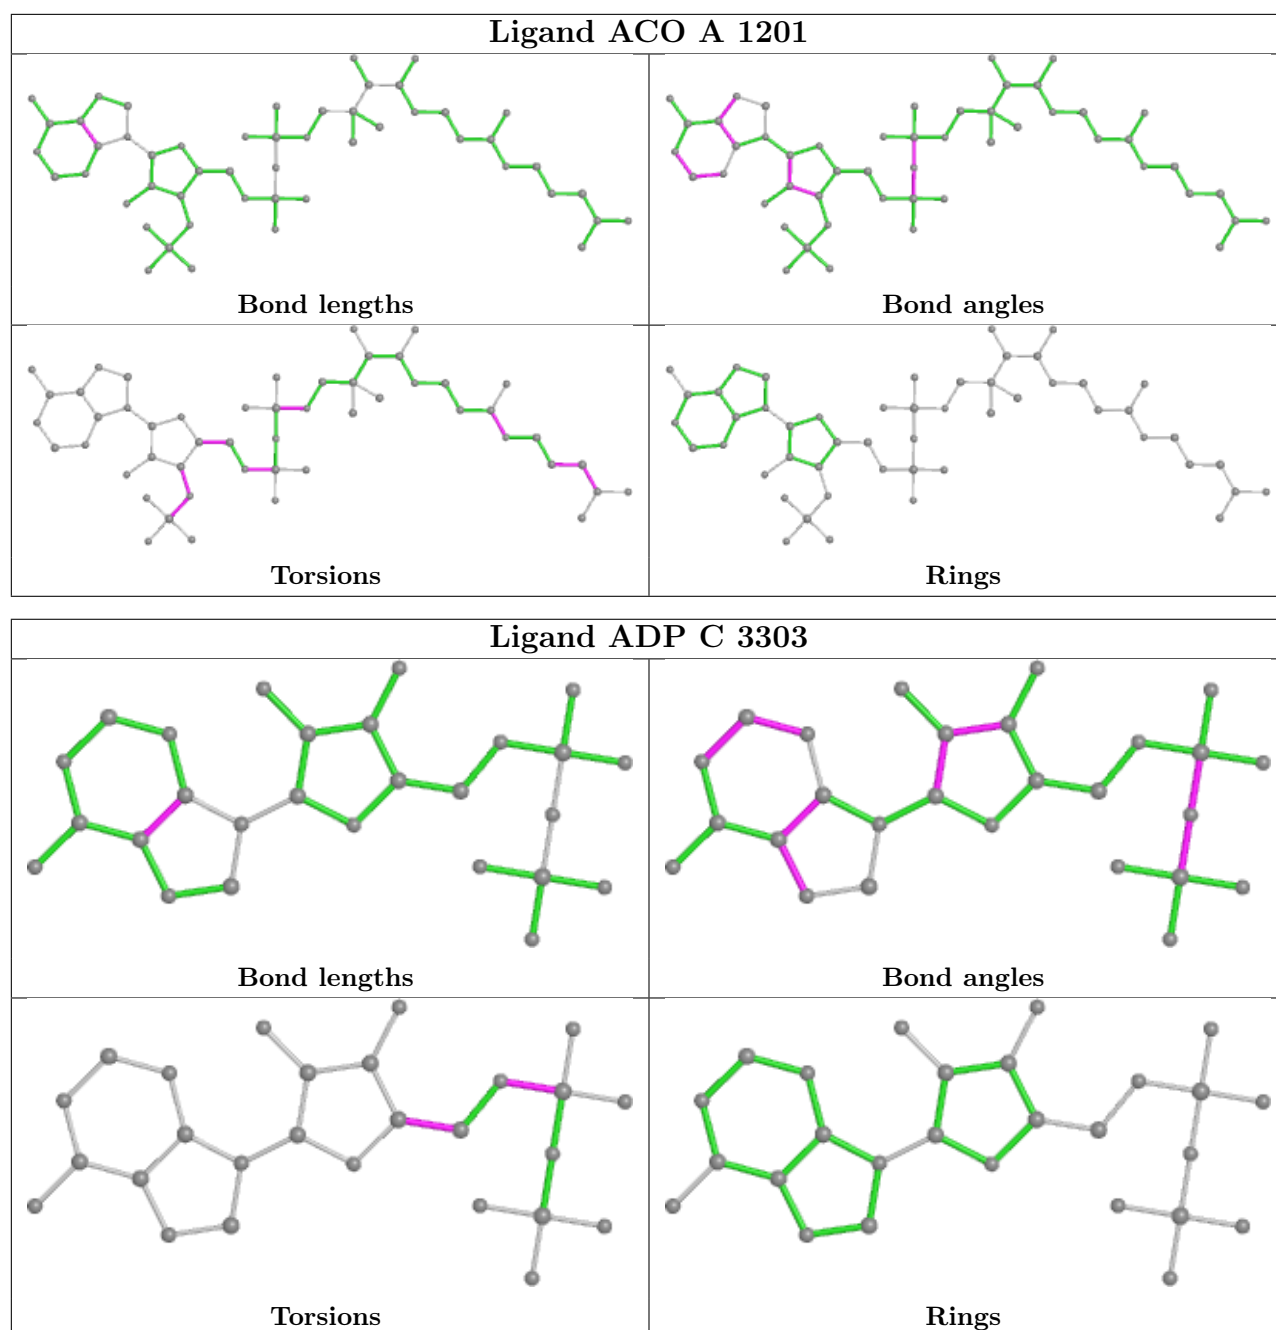 Ligand ACO A 1201
Bond lengths
Bond angles
Torsions
Rings
Ligand ADP C 3303
Bond lengths
Bond angles
Torsions
Rings